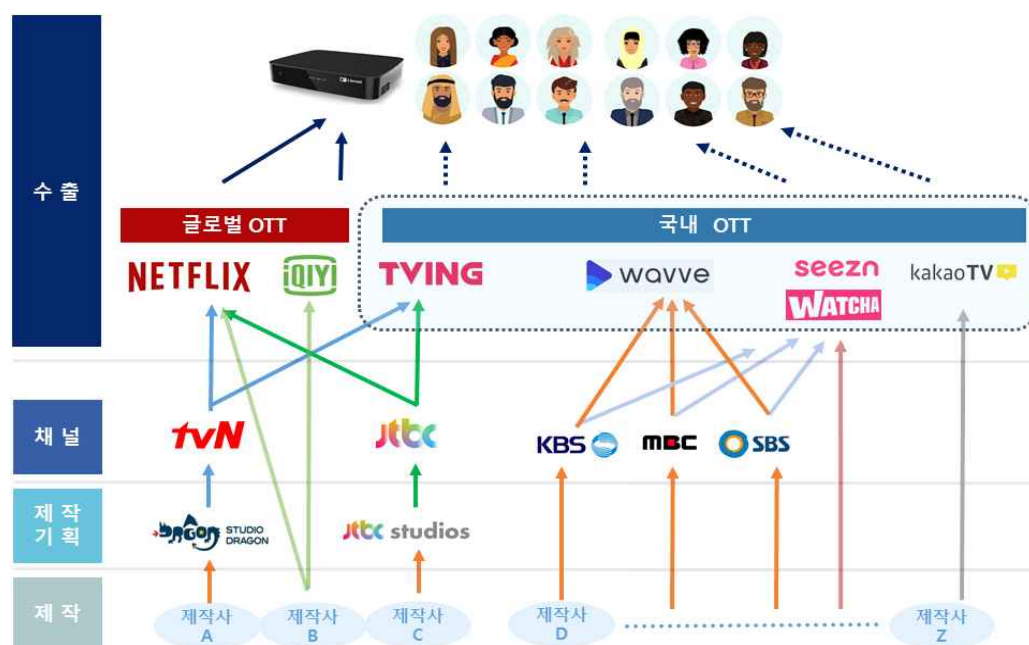 수 출
글로벌 OTT
국내 OTT
NETFLIX
iQIYI
TVING
wavve
seezn
WATCHA
kakaoTV
채 널
tvN
Jtbc
KBS
MBC
SBS
제 작
기 획
DRAGON
STUDIO
DRAGON
Jtbc studios
제 작
제작사
A
제작사
B
제작사
C
제작사
D
제작사
Z